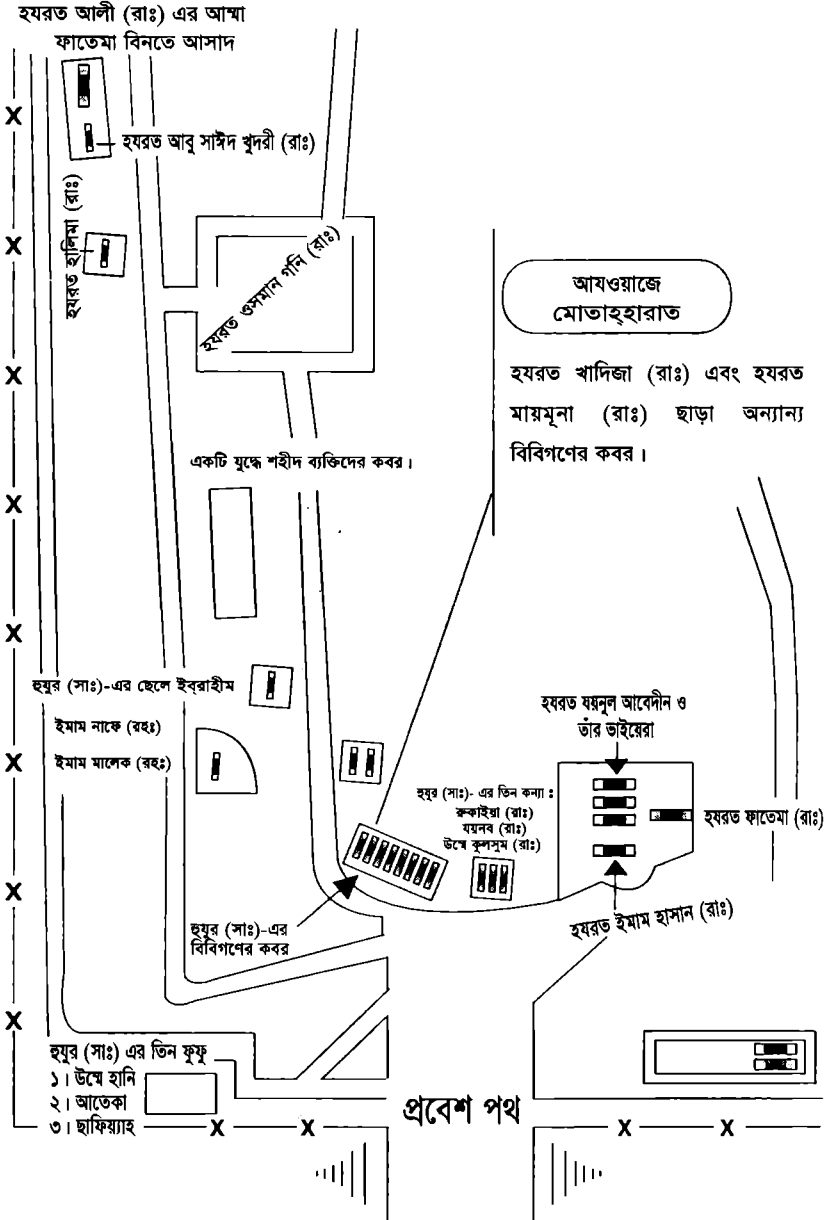 হযরত আলী (রাঃ) এর আম্মা
ফাতেমা বিনতে আসাদ
হযরত আবু সাঈদ খুদরী (রাঃ)
হযরত হালিমা (রাঃ)
হযরত ওসমান গনি (রাঃ)
আযওয়াজে
মোতাহ্হারাত
হযরত খাদিজা (রাঃ) এবং হযরত
মায়মূনা (রাঃ) ছাড়া অন্যান্য
বিবিগণের কবর।
একটি যুদ্ধে শহীদ ব্যক্তিদের কবর।
হুযুর (সাঃ)-এর ছেলে ইবরাহীম
ইমাম নাফে (রহঃ)
ইমাম মালেক (রহঃ)
হযরত যয়নুল আবেদীন ও
তাঁর ভাইয়েরা
হুযুর (সাঃ)- এর তিন কন্যা :
রুকাইয়া (রাঃ)
যয়নব (রাঃ)
উম্মে কুলসুম (রাঃ)
হযরত ফাতেমা (রাঃ)
হযরত ইমাম হাসান (রাঃ)
হুযুর (সাঃ)-এর
বিবিগণের কবর
হুযুর (সাঃ) এর তিন ফুফু
১। উম্মে হানি
২। আতেকা
৩। ছাফিয়্যাহ
প্রবেশ পথ
X
X
X
X
X
X
X
X
X X X X